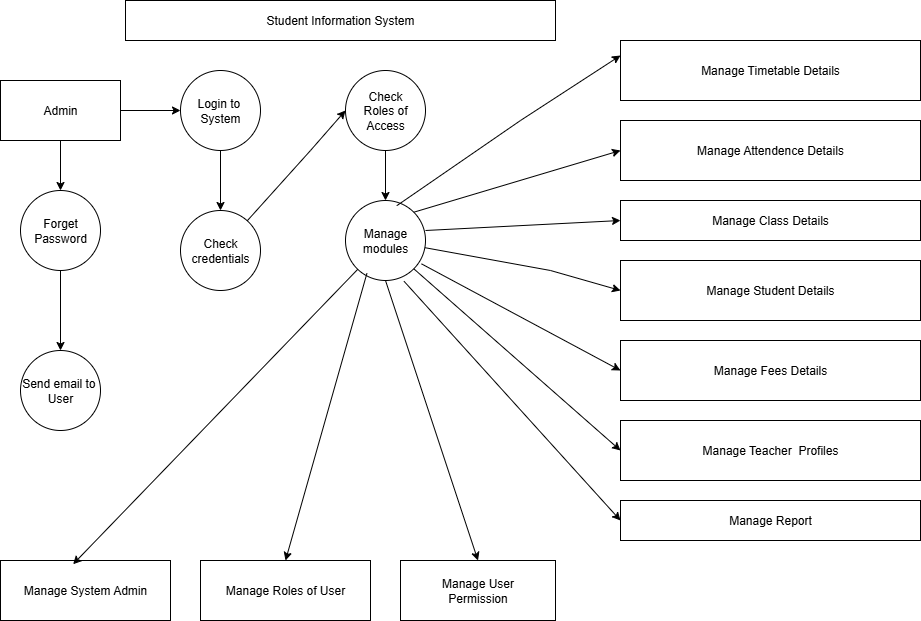 Student Information System
Admin
Login to
System
Check
Roles of
Access
Forget
Password
Check
credentials
Manage
modules
Send email to
User
Manage Timetable Details
Manage Attendence Details
Manage Class Details
Manage Student Details
Manage Fees Details
Manage Teacher  Profiles
Manage Report
Manage System Admin
Manage Roles of User
Manage User
Permission